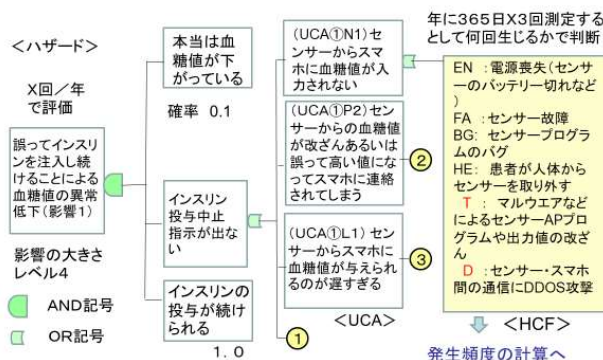 <ハザード>
X回/年
で評価
誤ってインスリ
ンを注入し続
けることによる
血糖値の異常
低下(影響1)
影響の大きさ
レベル4
AND記号
OR記号
本当は血
糖値が下
がっている
確率 0.1
インスリン
投与中止
指示が出な
い
インスリンの
投与が続け
られる
1.0
(UCA①N1)セ
ンサーからスマ
ホに血糖値が入
力されない
(UCA①P2)セ
ンサーからの血糖値
が改ざんあるいは
誤って高い値にな
ってスマホに連絡
されてしまう
②
(UCA①L1)セ
ンサーからスマホに
血糖値が与えられ
るのが遅すぎる
③
①
<UCA>
年に365日X3回測定する
として何回生じるかで判断
EN :電源喪失(センサ
ーのバッテリー切れなど
)
FA :センサー故障
BG: センサープログラ
ムのバグ
HE: 患者が人体から
センサーを取り外す
T : マルウエアなど
によるセンサーAPプロ
グラムや出力値の改ざ
ん
D :センサー・スマホ
間の通信にDDOS攻撃
<HCF>
発生頻度の計算へ